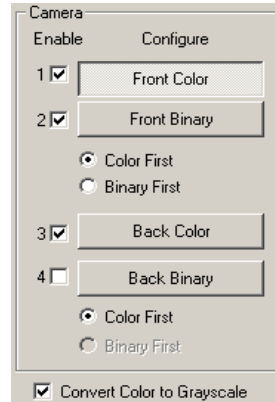 Camera
Enable Configure
1 Front Color
2 Front Binary
Color First
Binary First
3 Back Color
4 Back Binary
Color First
Binary First
Convert Color to Grayscale